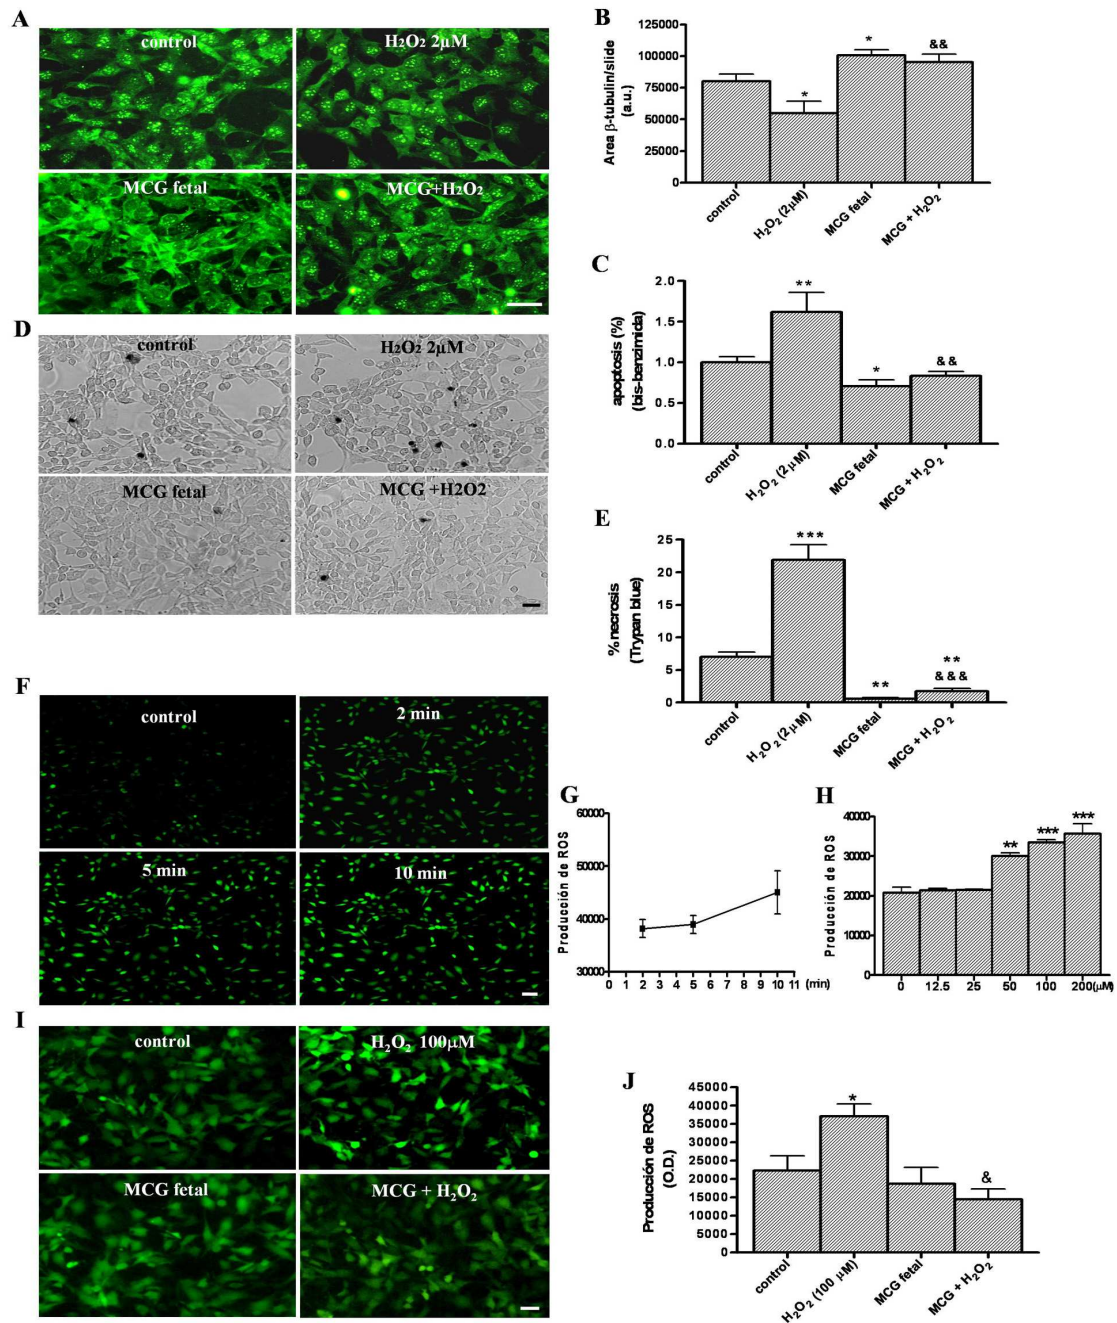 A
control
H₂O₂ 2µM
MCG fetal
MCG+H₂O₂
B
Area β-tubulin/slide
(a.u.)
125000
100000
75000
50000
25000
0
*
*
&&
control
H₂O₂ (2µM)
MCG fetal
MCG + H₂O₂
C
apoptosis (%)
(bis-benzimida)
2.0
1.5
1.0
0.5
0.0
**
*
&&
control
H₂O₂ (2µM)
MCG fetal
MCG + H₂O₂
D
control
H₂O₂ 2µM
MCG fetal
MCG +H2O2
E
% necrosis
(Trypan blue)
25
20
15
10
5
0
***
**
**
&&&
control
H₂O₂ (2µM)
MCG fetal
MCG + H₂O₂
F
control
2 min
5 min
10 min
G
Producción de ROS
60000
50000
40000
30000
0 1 2 3 4 5 6 7 8 9 10 11 (min)
H
Producción de ROS
40000
30000
20000
10000
0
**
***
***
0 12.5 25 50 100 200(µM)
I
control
H₂O₂ 100µM
MCG fetal
MCG + H₂O₂
J
Producción de ROS
(O.D.)
45000
40000
35000
30000
25000
20000
15000
10000
5000
0
*
&
control
H₂O₂ (100 µM)
MCG fetal
MCG + H₂O₂